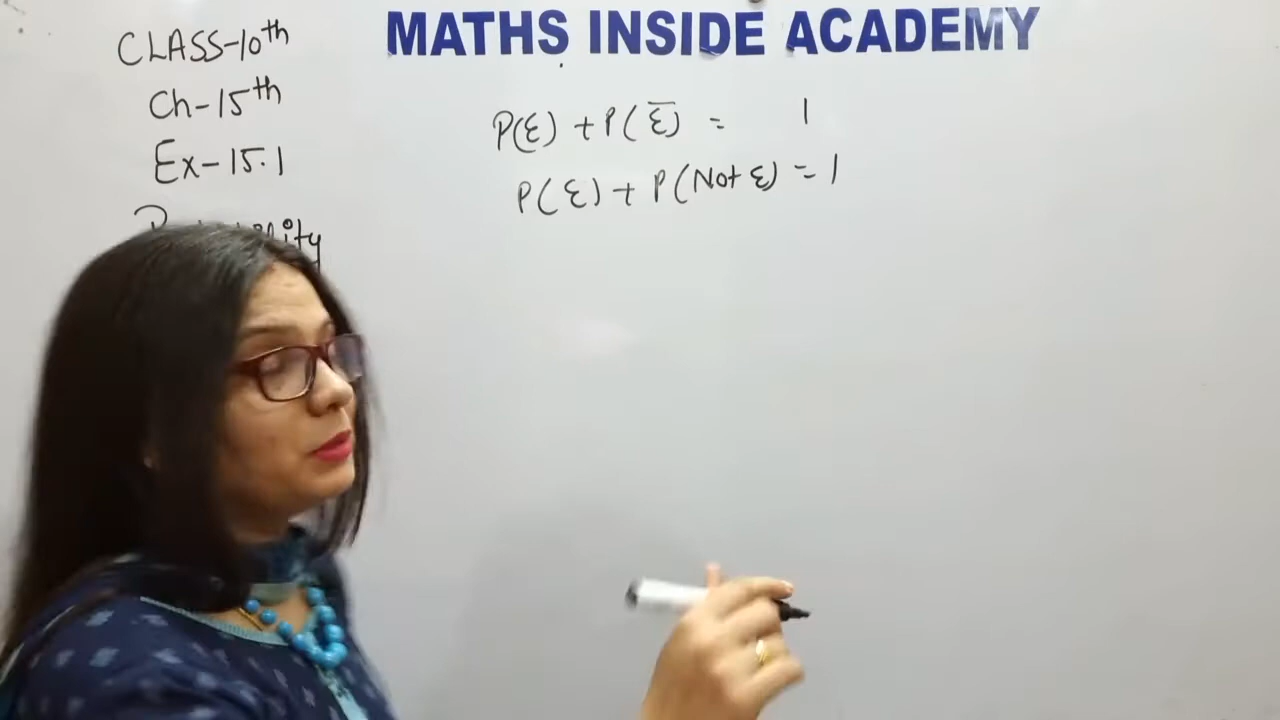 MATHS INSIDE ACADEMY
CLASS-10th
Ch-15th
Ex-15.1
P(E) + P(E̅) = 1
P(E) + P(Not E) = 1